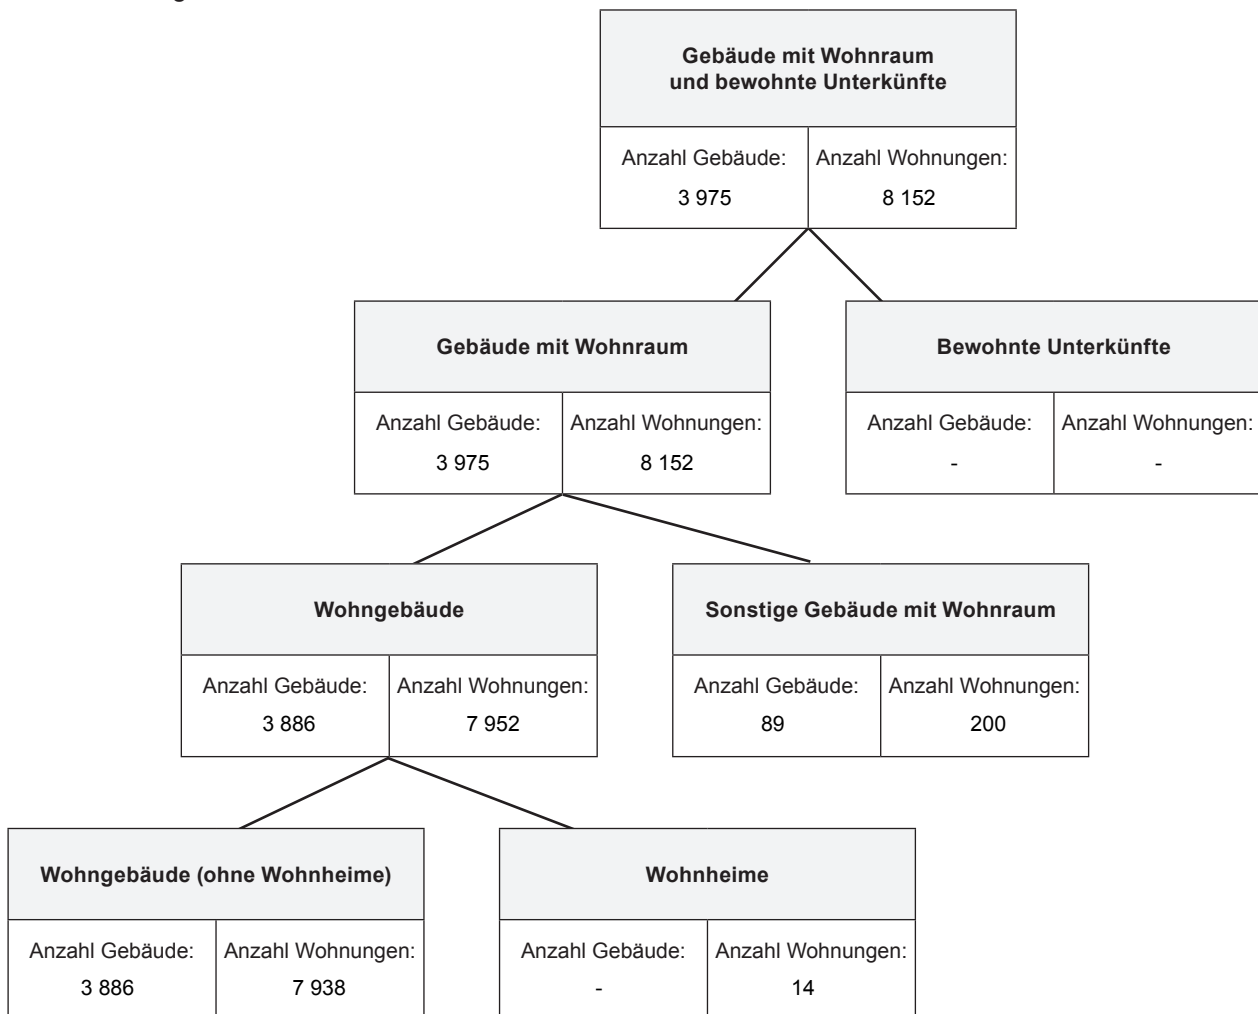 Gebäude mit Wohnraum
und bewohnte Unterkünfte
Anzahl Gebäude: Anzahl Wohnungen:
3 975 8 152
Gebäude mit Wohnraum Bewohnte Unterkünfte
Anzahl Gebäude: Anzahl Wohnungen: Anzahl Gebäude: Anzahl Wohnungen:
3 975 8 152 - -
Wohngebäude Sonstige Gebäude mit Wohnraum
Anzahl Gebäude: Anzahl Wohnungen: Anzahl Gebäude: Anzahl Wohnungen:
3 886 7 952 89 200
Wohngebäude (ohne Wohnheime) Wohnheime
Anzahl Gebäude: Anzahl Wohnungen: Anzahl Gebäude: Anzahl Wohnungen:
3 886 7 938 - 14